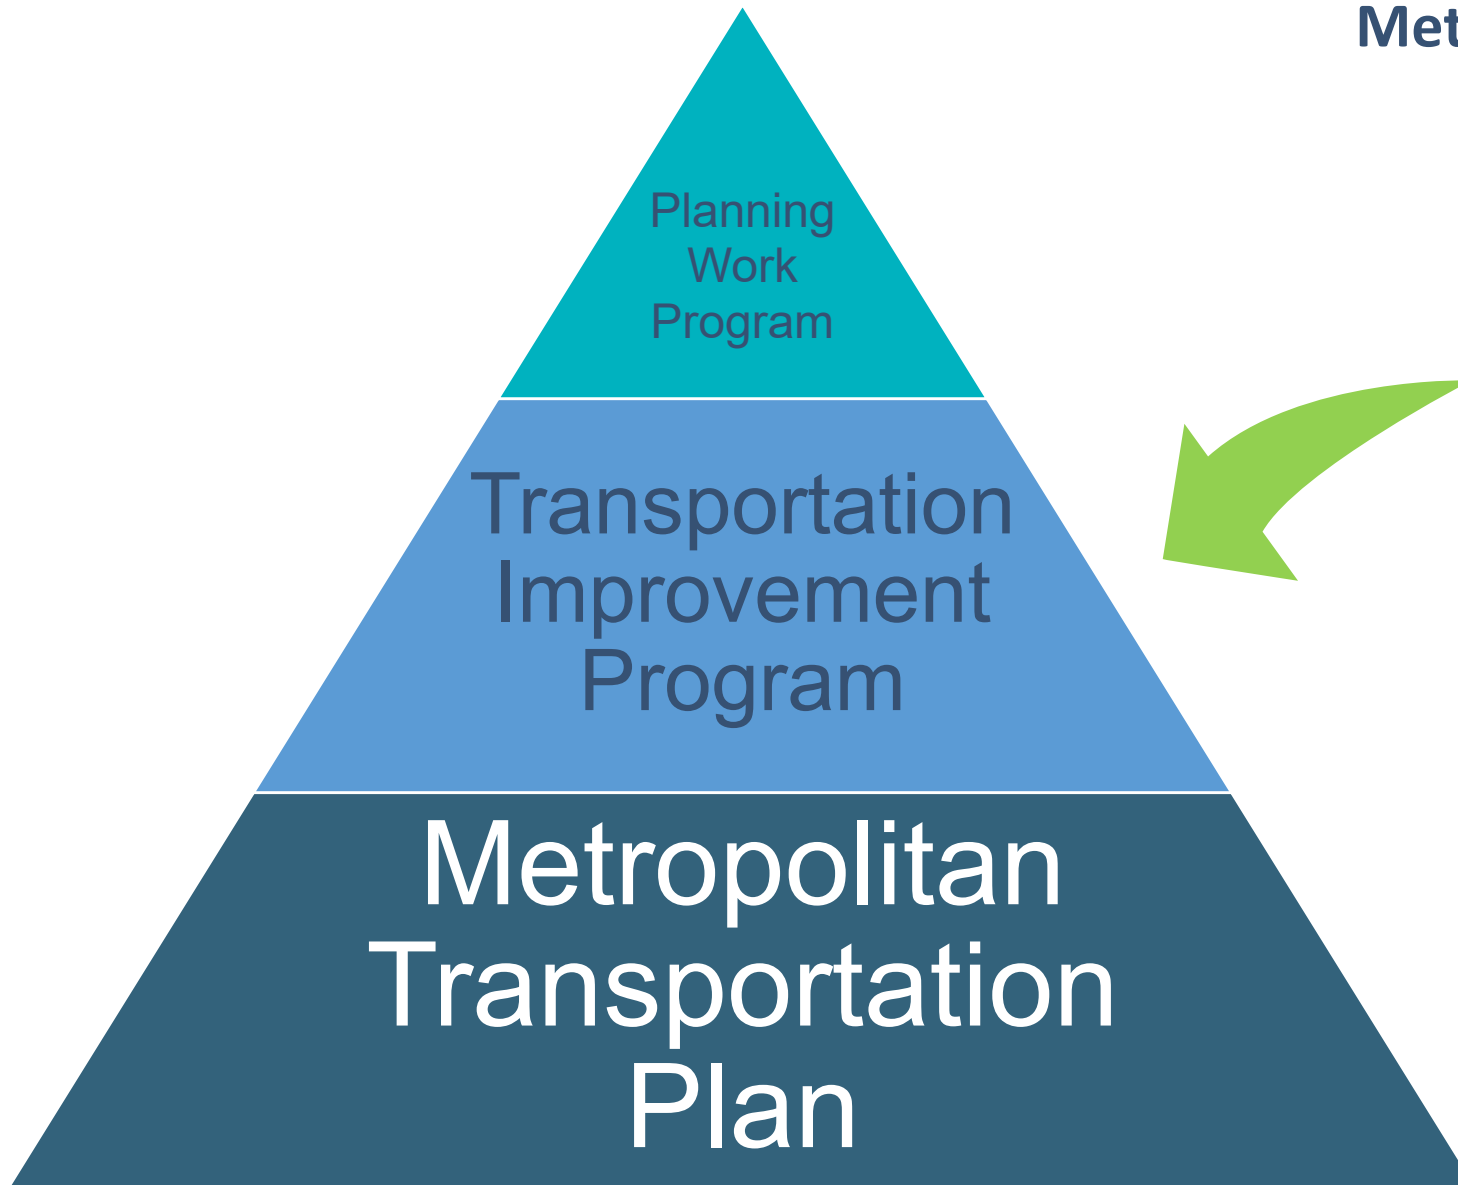 Met
Planning
Work
Program
Transportation
Improvement
Program
Metropolitan
Transportation
Plan